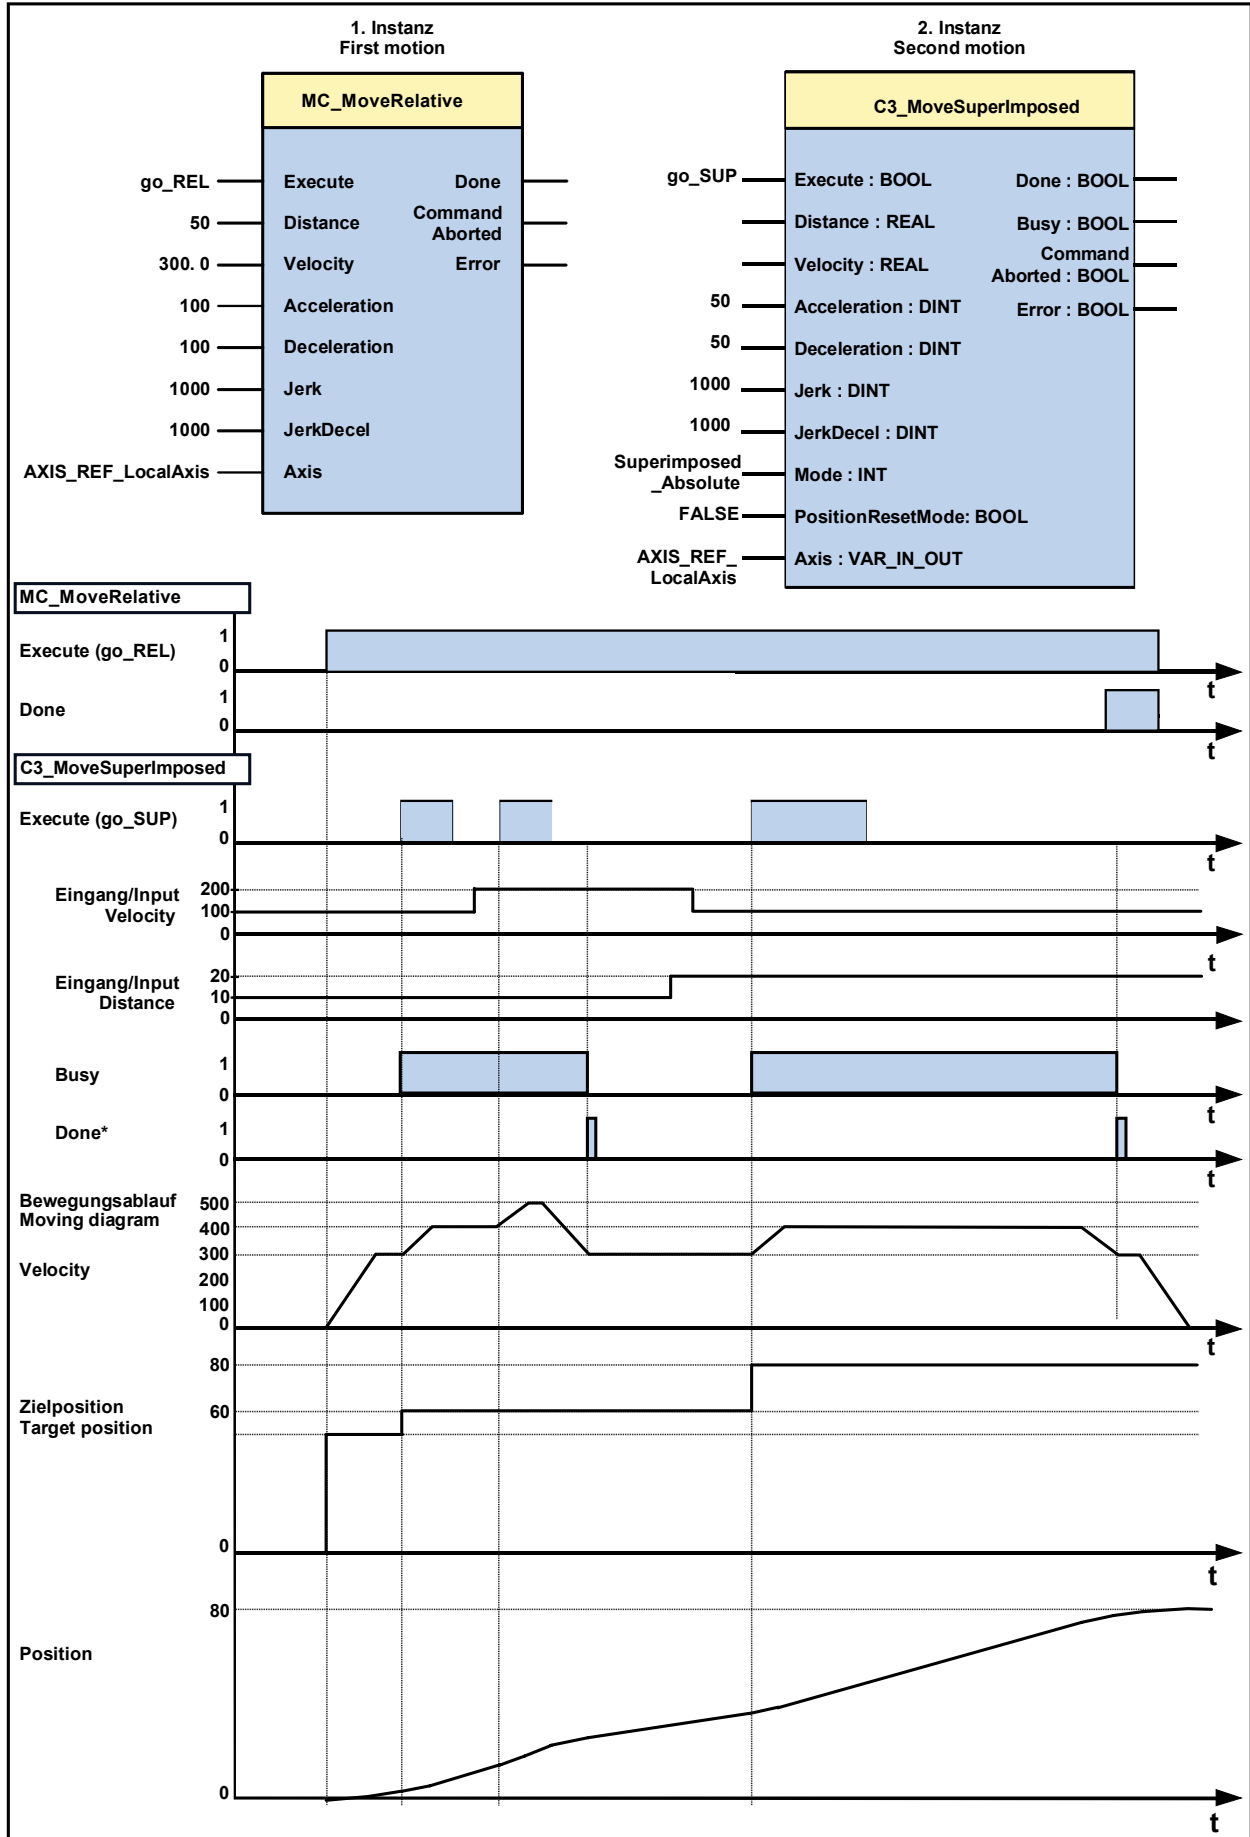 1. Instanz
First motion
2. Instanz
Second motion
MC_MoveRelative
go_REL
Execute
Done
50
Distance
Command
Aborted
300. 0
Velocity
Error
100
Acceleration
100
Deceleration
1000
Jerk
1000
JerkDecel
AXIS_REF_LocalAxis
Axis
C3_MoveSuperImposed
go_SUP
Execute : BOOL
Done : BOOL
Distance : REAL
Busy : BOOL
Velocity : REAL
Command
Aborted : BOOL
50
Acceleration : DINT
Error : BOOL
50
Deceleration : DINT
1000
Jerk : DINT
1000
JerkDecel : DINT
Superimposed
_Absolute
Mode : INT
FALSE
PositionResetMode: BOOL
AXIS_REF_
LocalAxis
Axis : VAR_IN_OUT
MC_MoveRelative
Execute (go_REL)
1
0
t
Done
1
0
t
C3_MoveSuperImposed
Execute (go_SUP)
1
0
t
Eingang/Input
Velocity
200
100
0
t
Eingang/Input
Distance
20
10
0
Busy
1
0
t
Done*
1
0
t
Bewegungsablauf
Moving diagram
Velocity
500
400
300
200
100
0
t
Zielposition
Target position
80
60
0
t
Position
80
0
t